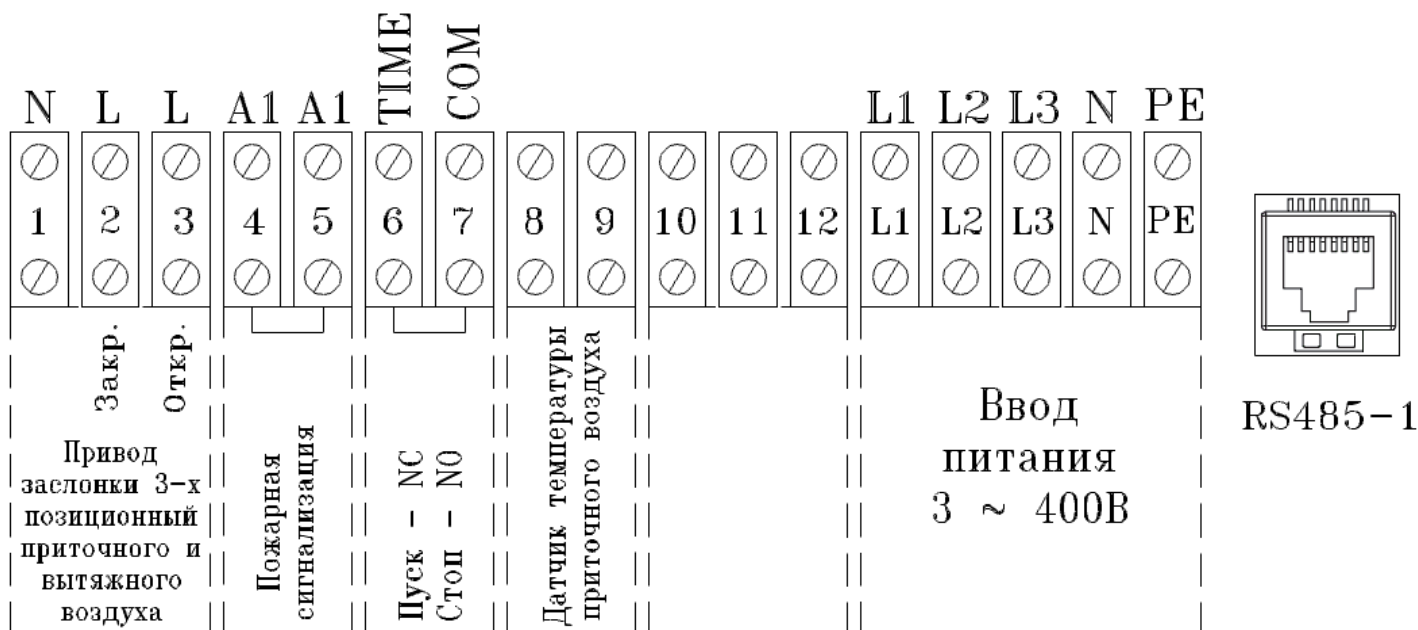 N L L A1 A1 TIME COM L1 L2 L3 N PE
1 2 3 4 5 6 7 8 9 10 11 12 L1 L2 L3 N PE
Закр.
Откр.
Привод
заслонки 3-х
позиционный
приточного и
вытяжного
воздуха
Пожарная
сигнализация
Пуск - NC
Стоп - NO
Датчик температуры
приточного воздуха
Ввод
питания
3 ~ 400В
RS485-1